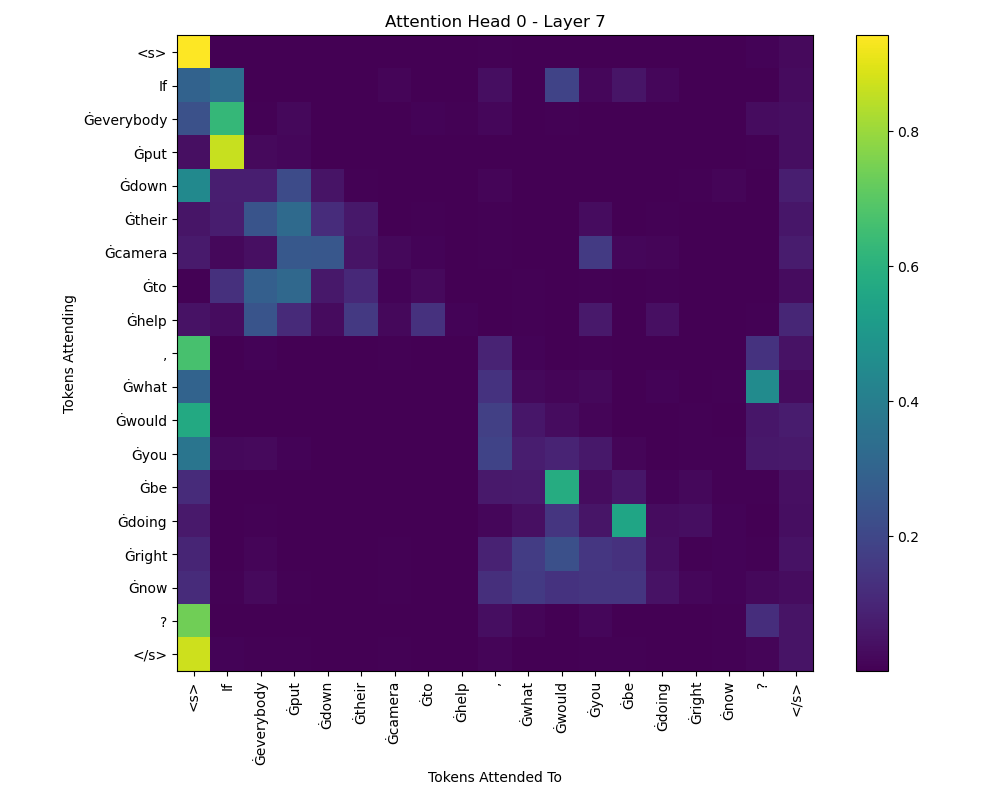 Attention Head 0 - Layer 7
<s>
If
Ġeverybody
Ġput
Ġdown
Ġtheir
Ġcamera
Ġto
Ġhelp
,
Ġwhat
Ġwould
Ġyou
Ġbe
Ġdoing
Ġright
Ġnow
?
</s>
Tokens Attending
<s>
If
Ġeverybody
Ġput
Ġdown
Ġtheir
Ġcamera
Ġto
Ġhelp
,
Ġwhat
Ġwould
Ġyou
Ġbe
Ġdoing
Ġright
Ġnow
?
</s>
Tokens Attended To
0.8
0.6
0.4
0.2